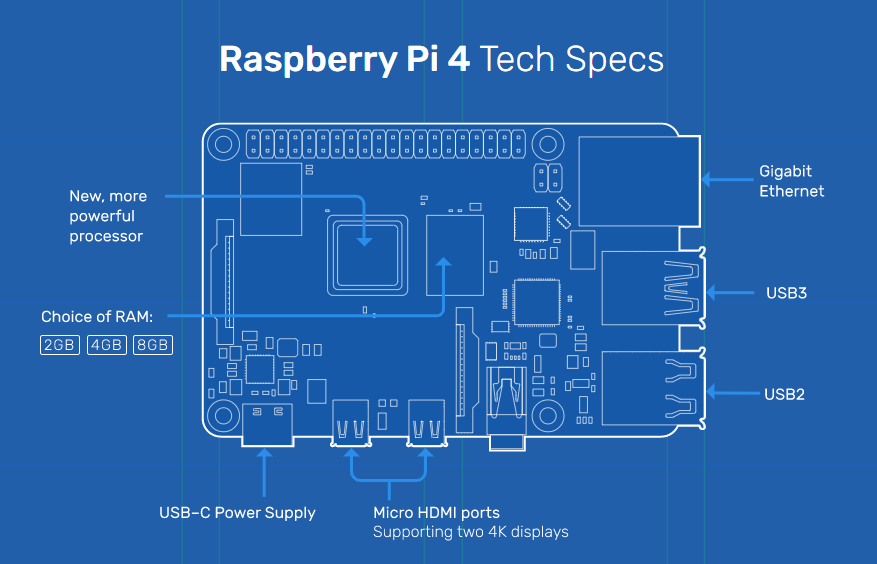 Raspberry Pi 4 Tech Specs
Gigabit
Ethernet
New, more
powerful
processor
USB3
Choice of RAM:
2GB 4GB 8GB
USB2
USB-C Power Supply
Micro HDMI ports
Supporting two 4K displays